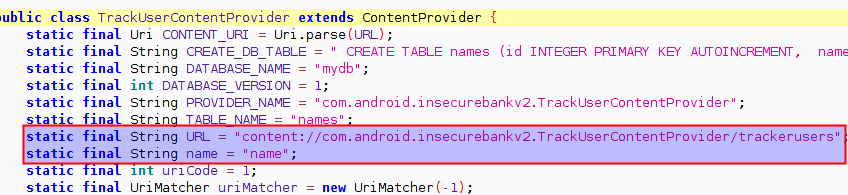 public class TrackUserContentProvider extends ContentProvider {
static final Uri CONTENT_URI = Uri.parse(URL);
static final String CREATE_DB_TABLE = " CREATE TABLE names (id INTEGER PRIMARY KEY AUTOINCREMENT,  name
static final String DATABASE_NAME = "mydb";
static final int DATABASE_VERSION = 1;
static final String PROVIDER_NAME = "com.android.insecurebankv2.TrackUserContentProvider";
static final String TABLE_NAME = "names";
static final String URL = "content://com.android.insecurebankv2.TrackUserContentProvider/trackerusers";
static final String name = "name";
static final int uriCode = 1;
static final UriMatcher uriMatcher = new UriMatcher(-1);